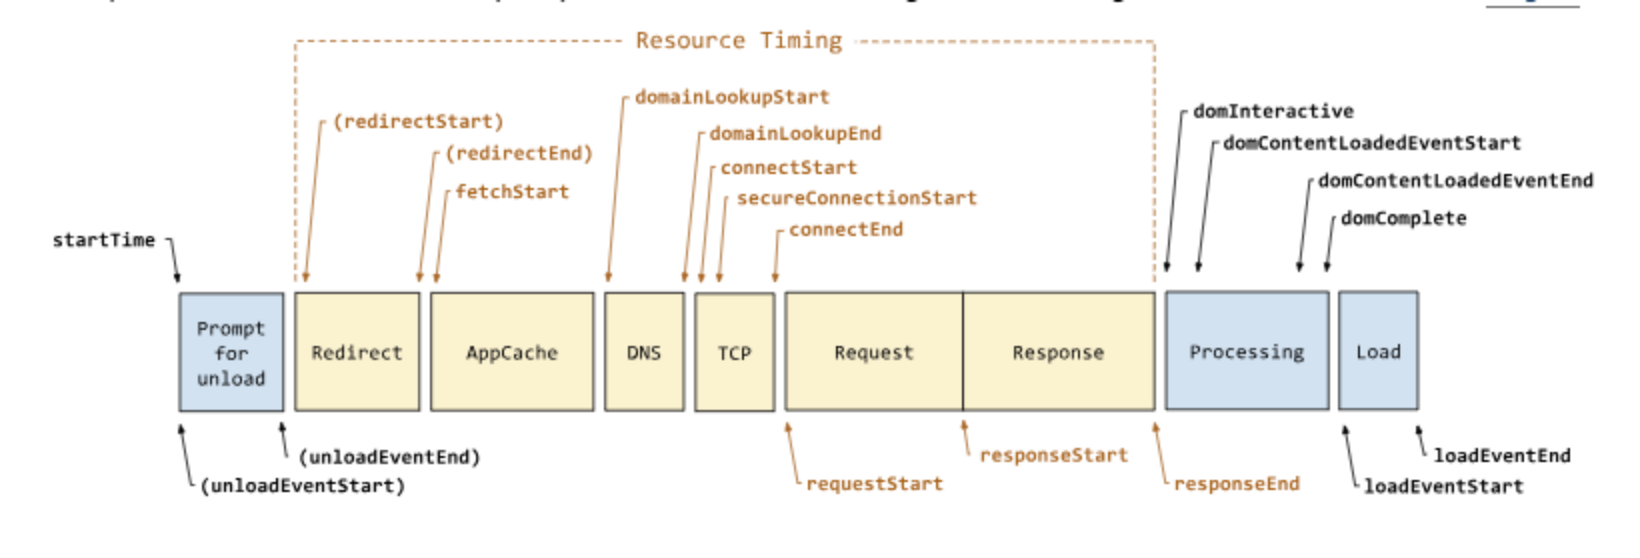 Resource Timing
domainLookupStart
(redirectStart)
domainLookupEnd
(redirectEnd)
connectStart
fetchStart
secureConnectionStart
connectEnd
domInteractive
domContentLoadedEventStart
domContentLoadedEventEnd
domComplete
startTime
Prompt
for
unload
Redirect
AppCache
DNS
TCP
Request
Response
Processing
Load
(unloadEventEnd)
(unloadEventStart)
requestStart
responseStart
responseEnd
loadEventEnd
loadEventStart